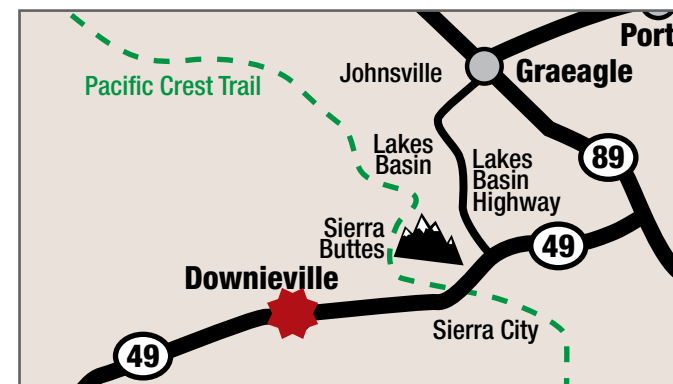 Port
Johnsville
Graeagle
Pacific Crest Trail
Lakes
Basin
Lakes
Basin
Highway
89
Sierra
Buttes
49
Downieville
Sierra City
49